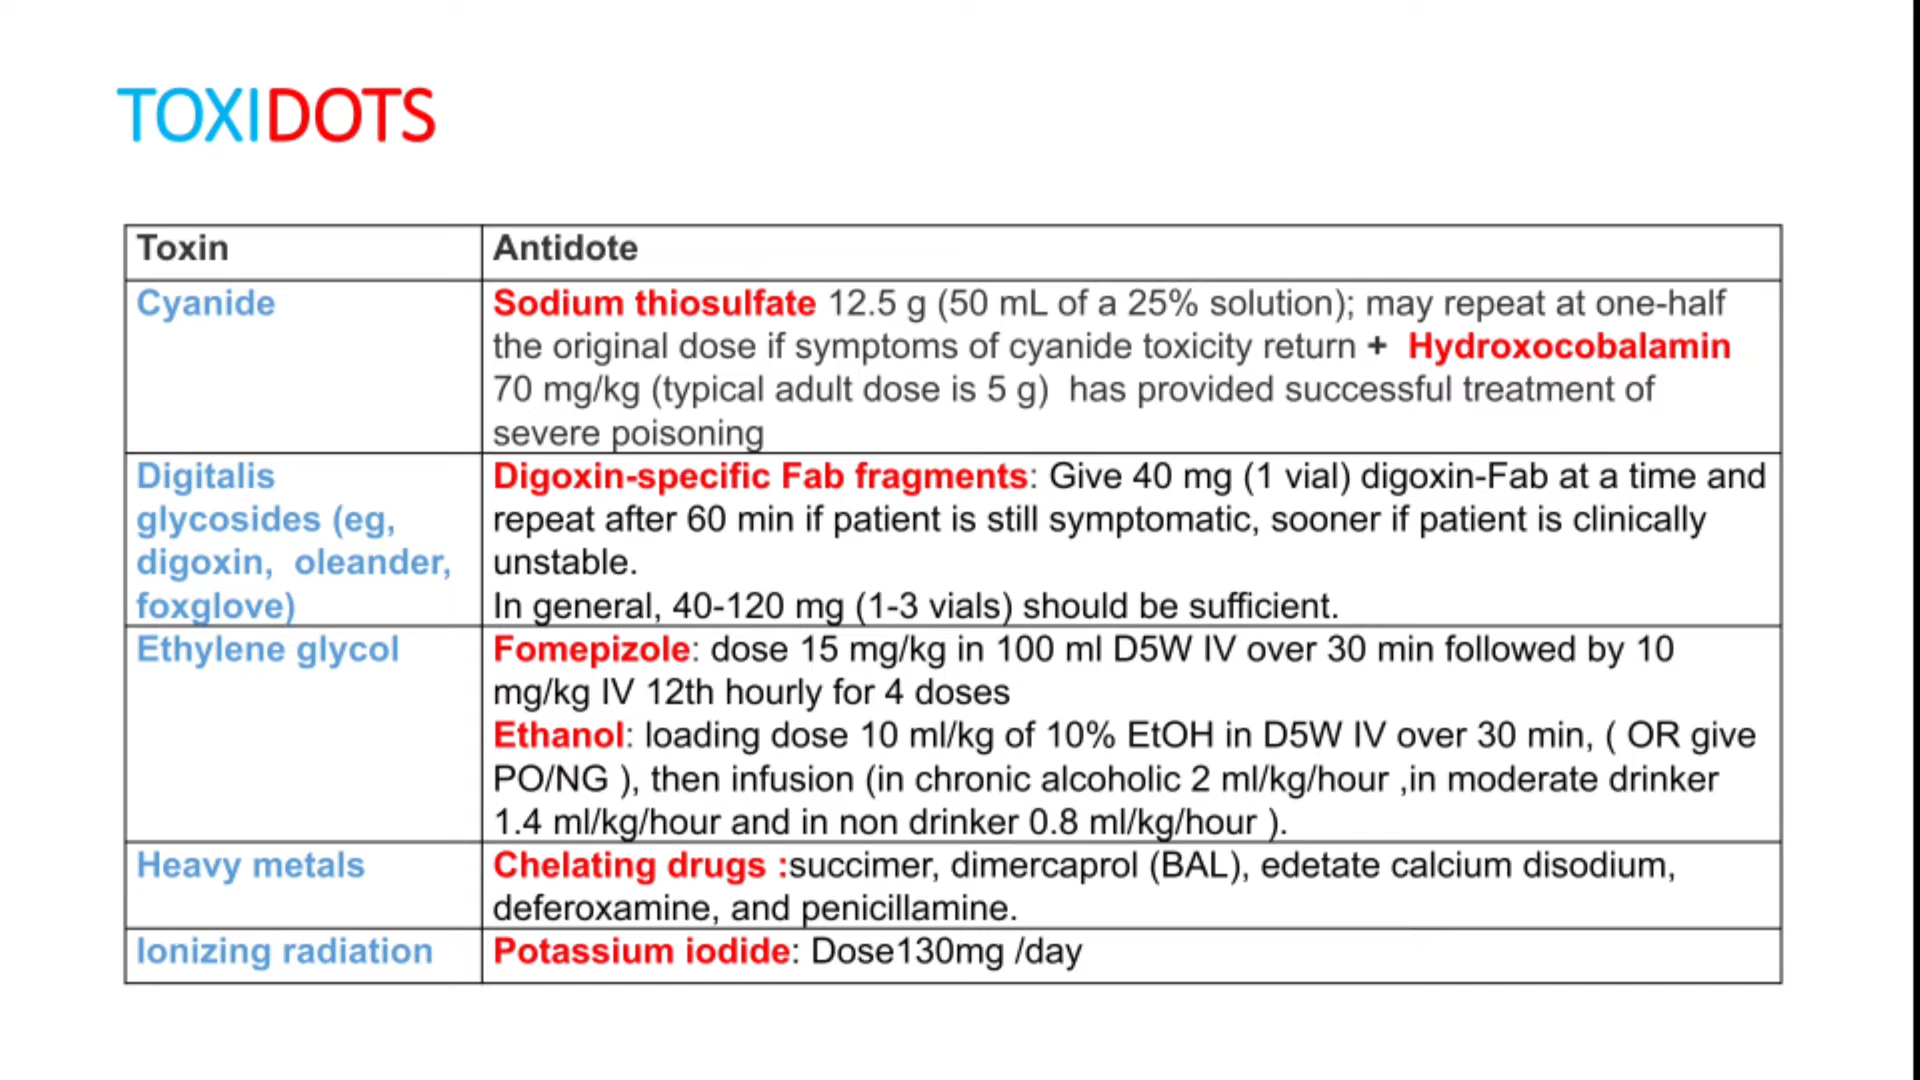 TOXIDOTS
Toxin
Antidote
Cyanide
Sodium thiosulfate 12.5 g (50 mL of a 25% solution); may repeat at one-half
the original dose if symptoms of cyanide toxicity return + Hydroxocobalamin
70 mg/kg (typical adult dose is 5 g) has provided successful treatment of
severe poisoning
Digitalis
glycosides (eg,
digoxin, oleander,
foxglove)
Digoxin-specific Fab fragments: Give 40 mg (1 vial) digoxin-Fab at a time and
repeat after 60 min if patient is still symptomatic, sooner if patient is clinically
unstable.
In general, 40-120 mg (1-3 vials) should be sufficient.
Ethylene glycol
Fomepizole: dose 15 mg/kg in 100 ml D5W IV over 30 min followed by 10
mg/kg IV 12th hourly for 4 doses
Ethanol: loading dose 10 ml/kg of 10% EtOH in D5W IV over 30 min, ( OR give
PO/NG ), then infusion (in chronic alcoholic 2 ml/kg/hour ,in moderate drinker
1.4 ml/kg/hour and in non drinker 0.8 ml/kg/hour ).
Heavy metals
Chelating drugs :succimer, dimercaprol (BAL), edetate calcium disodium,
deferoxamine, and penicillamine.
Ionizing radiation
Potassium iodide: Dose130mg /day